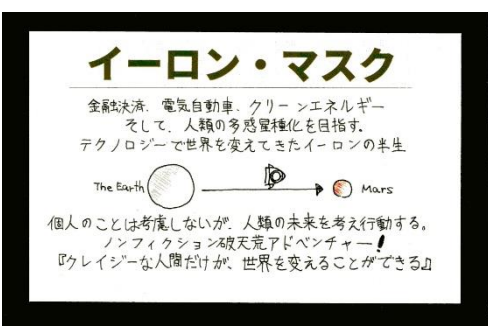 イーロン・マスク
金融決済、電気自動車、クリーンエネルギー
そして、人類の多惑星種化を目指す。
テクノロジーで世界を変えてきたイーロンの半生
The Earth Mars
個人のことは考慮しないが、人類の未来を考え行動する。
ノンフィクション破天荒アドベンチャー！
『クレイジーな人間だけが、世界を変えることができる』